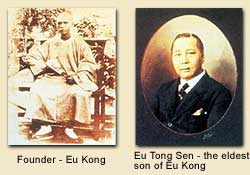 Founder - Eu Kong
Eu Tong Sen - the eldest
son of Eu Kong